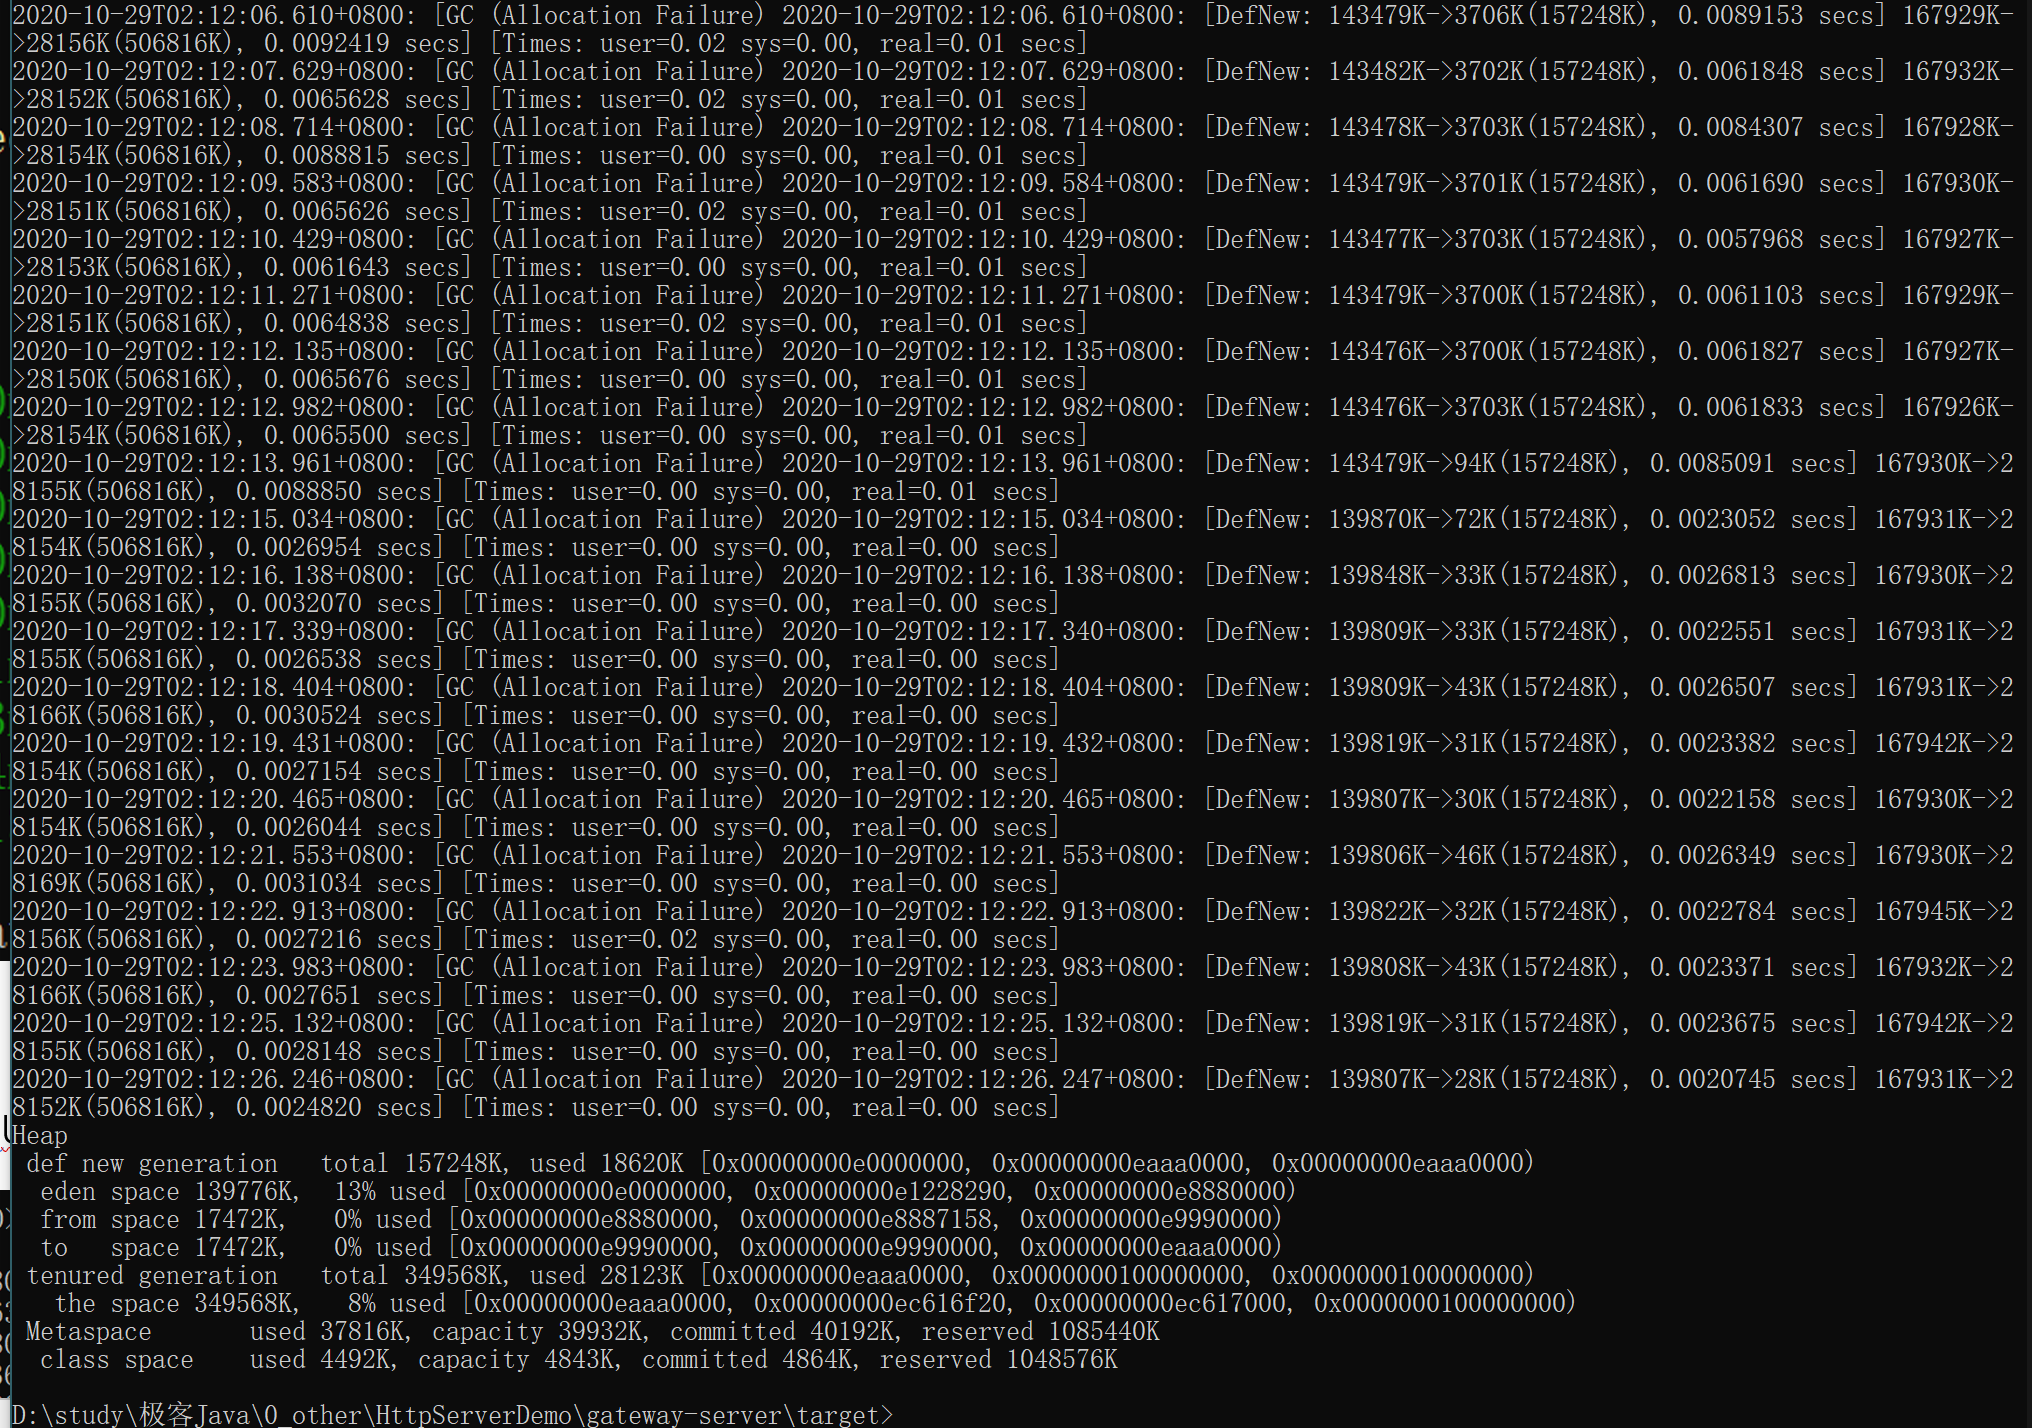 2020-10-29T02:12:06.610+0800: [GC (Allocation Failure) 2020-10-29T02:12:06.610+0800: [DefNew: 143479K->3706K(157248K), 0.0089153 secs] 167929K-
>28156K(506816K), 0.0092419 secs] [Times: user=0.02 sys=0.00, real=0.01 secs]
2020-10-29T02:12:07.629+0800: [GC (Allocation Failure) 2020-10-29T02:12:07.629+0800: [DefNew: 143482K->3702K(157248K), 0.0061848 secs] 167932K-
>28152K(506816K), 0.0065628 secs] [Times: user=0.02 sys=0.00, real=0.01 secs]
2020-10-29T02:12:08.714+0800: [GC (Allocation Failure) 2020-10-29T02:12:08.714+0800: [DefNew: 143478K->3703K(157248K), 0.0084307 secs] 167928K-
>28154K(506816K), 0.0088815 secs] [Times: user=0.00 sys=0.00, real=0.01 secs]
2020-10-29T02:12:09.583+0800: [GC (Allocation Failure) 2020-10-29T02:12:09.584+0800: [DefNew: 143479K->3701K(157248K), 0.0061690 secs] 167930K-
>28151K(506816K), 0.0065626 secs] [Times: user=0.02 sys=0.00, real=0.01 secs]
2020-10-29T02:12:10.429+0800: [GC (Allocation Failure) 2020-10-29T02:12:10.429+0800: [DefNew: 143477K->3703K(157248K), 0.0057968 secs] 167927K-
>28153K(506816K), 0.0061643 secs] [Times: user=0.00 sys=0.00, real=0.01 secs]
2020-10-29T02:12:11.271+0800: [GC (Allocation Failure) 2020-10-29T02:12:11.271+0800: [DefNew: 143479K->3700K(157248K), 0.0061103 secs] 167929K-
>28151K(506816K), 0.0064838 secs] [Times: user=0.02 sys=0.00, real=0.01 secs]
2020-10-29T02:12:12.135+0800: [GC (Allocation Failure) 2020-10-29T02:12:12.135+0800: [DefNew: 143476K->3700K(157248K), 0.0061827 secs] 167927K-
>28150K(506816K), 0.0065676 secs] [Times: user=0.00 sys=0.00, real=0.01 secs]
2020-10-29T02:12:12.982+0800: [GC (Allocation Failure) 2020-10-29T02:12:12.982+0800: [DefNew: 143476K->3703K(157248K), 0.0061833 secs] 167926K-
>28154K(506816K), 0.0065500 secs] [Times: user=0.00 sys=0.00, real=0.01 secs]
2020-10-29T02:12:13.961+0800: [GC (Allocation Failure) 2020-10-29T02:12:13.961+0800: [DefNew: 143479K->94K(157248K), 0.0085091 secs] 167930K->2
8155K(506816K), 0.0088850 secs] [Times: user=0.00 sys=0.00, real=0.01 secs]
2020-10-29T02:12:15.034+0800: [GC (Allocation Failure) 2020-10-29T02:12:15.034+0800: [DefNew: 139870K->72K(157248K), 0.0023052 secs] 167931K->2
8154K(506816K), 0.0026954 secs] [Times: user=0.00 sys=0.00, real=0.00 secs]
2020-10-29T02:12:16.138+0800: [GC (Allocation Failure) 2020-10-29T02:12:16.138+0800: [DefNew: 139848K->33K(157248K), 0.0026813 secs] 167930K->2
8155K(506816K), 0.0032070 secs] [Times: user=0.00 sys=0.00, real=0.00 secs]
2020-10-29T02:12:17.339+0800: [GC (Allocation Failure) 2020-10-29T02:12:17.340+0800: [DefNew: 139809K->33K(157248K), 0.0022551 secs] 167931K->2
8155K(506816K), 0.0026538 secs] [Times: user=0.00 sys=0.00, real=0.00 secs]
2020-10-29T02:12:18.404+0800: [GC (Allocation Failure) 2020-10-29T02:12:18.404+0800: [DefNew: 139809K->43K(157248K), 0.0026507 secs] 167931K->2
8166K(506816K), 0.0030524 secs] [Times: user=0.00 sys=0.00, real=0.00 secs]
2020-10-29T02:12:19.431+0800: [GC (Allocation Failure) 2020-10-29T02:12:19.432+0800: [DefNew: 139819K->31K(157248K), 0.0023382 secs] 167942K->2
8154K(506816K), 0.0027154 secs] [Times: user=0.00 sys=0.00, real=0.00 secs]
2020-10-29T02:12:20.465+0800: [GC (Allocation Failure) 2020-10-29T02:12:20.465+0800: [DefNew: 139807K->30K(157248K), 0.0022158 secs] 167930K->2
8154K(506816K), 0.0026044 secs] [Times: user=0.00 sys=0.00, real=0.00 secs]
2020-10-29T02:12:21.553+0800: [GC (Allocation Failure) 2020-10-29T02:12:21.553+0800: [DefNew: 139806K->46K(157248K), 0.0026349 secs] 167930K->2
8169K(506816K), 0.0031034 secs] [Times: user=0.00 sys=0.00, real=0.00 secs]
2020-10-29T02:12:22.913+0800: [GC (Allocation Failure) 2020-10-29T02:12:22.913+0800: [DefNew: 139822K->32K(157248K), 0.0022784 secs] 167945K->2
8156K(506816K), 0.0027216 secs] [Times: user=0.02 sys=0.00, real=0.00 secs]
2020-10-29T02:12:23.983+0800: [GC (Allocation Failure) 2020-10-29T02:12:23.983+0800: [DefNew: 139808K->43K(157248K), 0.0023371 secs] 167932K->2
8166K(506816K), 0.0027651 secs] [Times: user=0.00 sys=0.00, real=0.00 secs]
2020-10-29T02:12:25.132+0800: [GC (Allocation Failure) 2020-10-29T02:12:25.132+0800: [DefNew: 139819K->31K(157248K), 0.0023675 secs] 167942K->2
8155K(506816K), 0.0028148 secs] [Times: user=0.00 sys=0.00, real=0.00 secs]
2020-10-29T02:12:26.246+0800: [GC (Allocation Failure) 2020-10-29T02:12:26.247+0800: [DefNew: 139807K->28K(157248K), 0.0020745 secs] 167931K->2
8152K(506816K), 0.0024820 secs] [Times: user=0.00 sys=0.00, real=0.00 secs]
Heap
 def new generation   total 157248K, used 18620K [0x00000000e0000000, 0x00000000eaaa0000, 0x00000000eaaa0000)
  eden space 139776K,  13% used [0x00000000e0000000, 0x00000000e1228290, 0x00000000e8880000)
  from space 17472K,   0% used [0x00000000e8880000, 0x00000000e8887158, 0x00000000e9990000)
  to   space 17472K,   0% used [0x00000000e9990000, 0x00000000e9990000, 0x00000000eaaa0000)
 tenured generation   total 349568K, used 28123K [0x00000000eaaa0000, 0x0000000100000000, 0x0000000100000000)
   the space 349568K,   8% used [0x00000000eaaa0000, 0x00000000ec616f20, 0x00000000ec617000, 0x0000000100000000)
 Metaspace       used 37816K, capacity 39932K, committed 40192K, reserved 1085440K
  class space    used 4492K, capacity 4843K, committed 4864K, reserved 1048576K
D:\study\极客Java\0_other\HttpServerDemo\gateway-server\target>